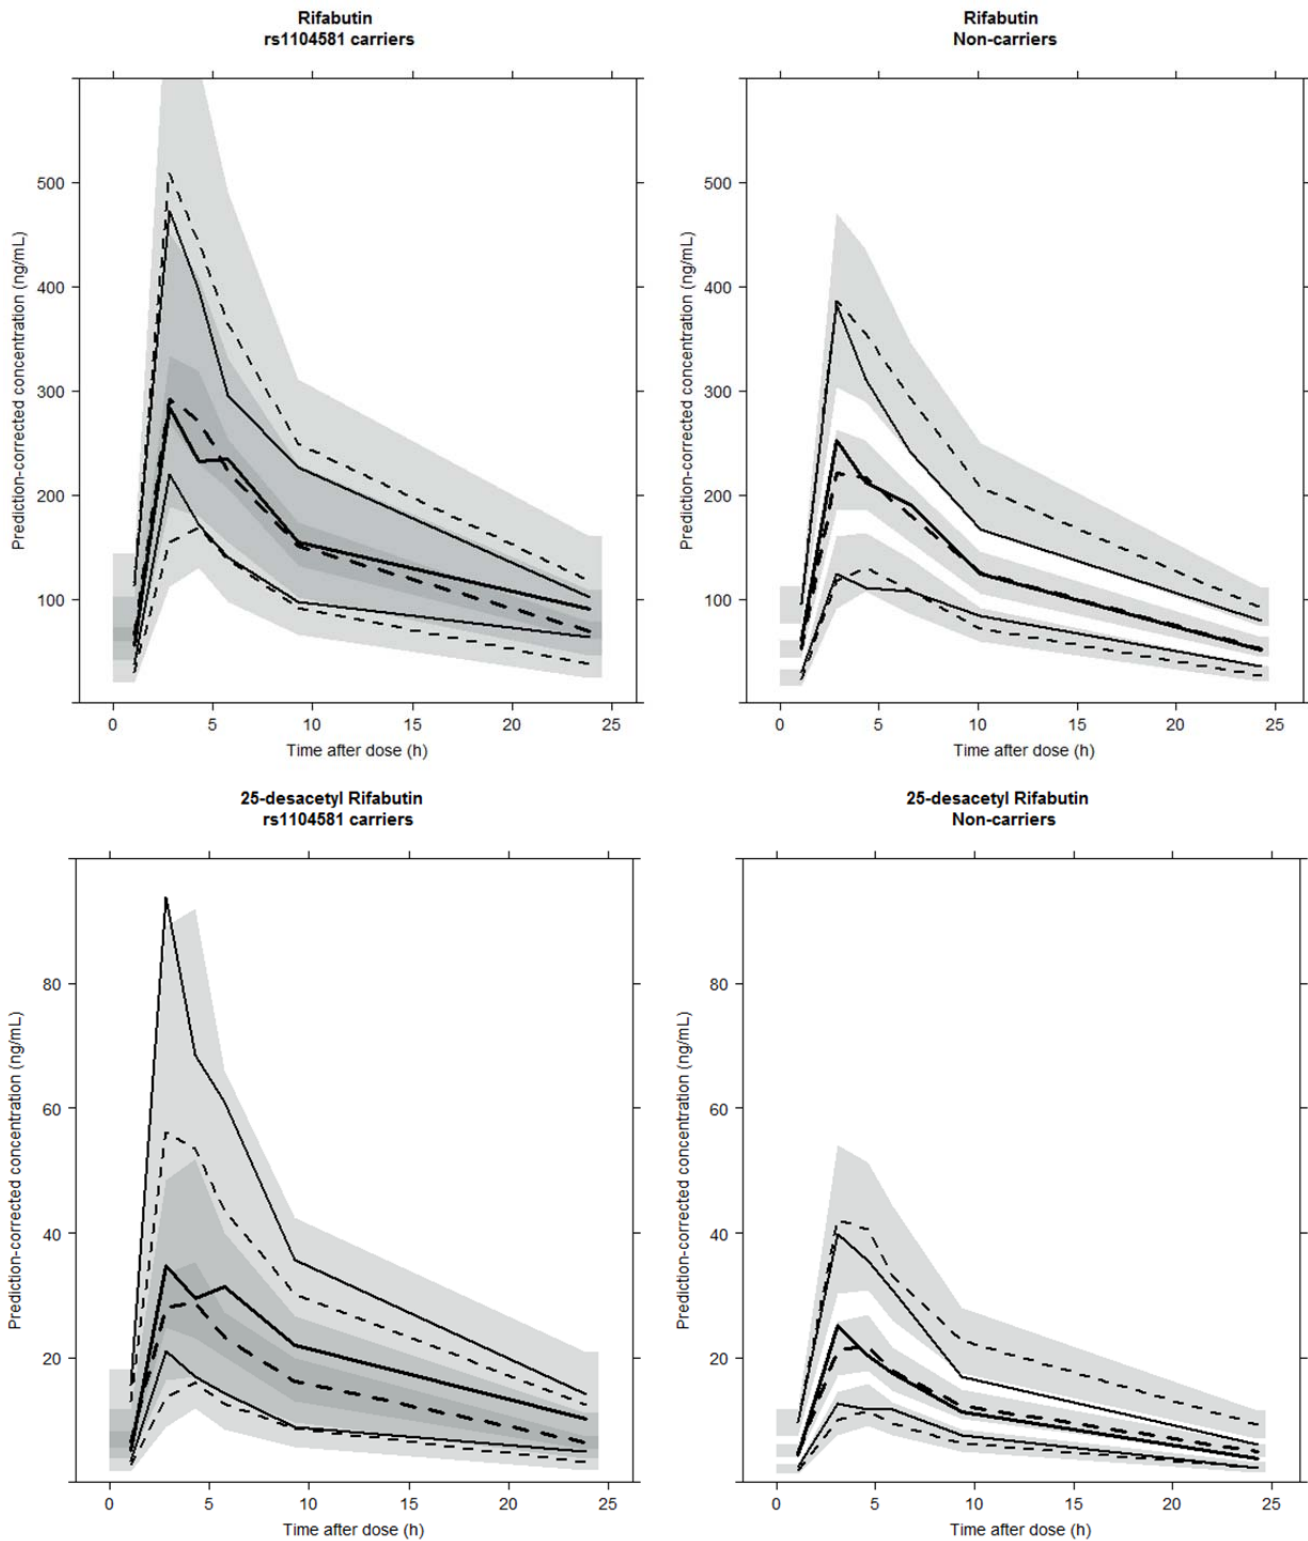 Rifabutin
rs1104581 carriers
Prediction-corrected concentration (ng/mL)
500
400
300
200
100
0 5 10 15 20 25
Time after dose (h)
Rifabutin
Non-carriers
Prediction-corrected concentration (ng/mL)
500
400
300
200
100
0 5 10 15 20 25
Time after dose (h)
25-desacetyl Rifabutin
rs1104581 carriers
Prediction-corrected concentration (ng/mL)
80
60
40
20
0 5 10 15 20 25
Time after dose (h)
25-desacetyl Rifabutin
Non-carriers
Prediction-corrected concentration (ng/mL)
80
60
40
20
0 5 10 15 20 25
Time after dose (h)